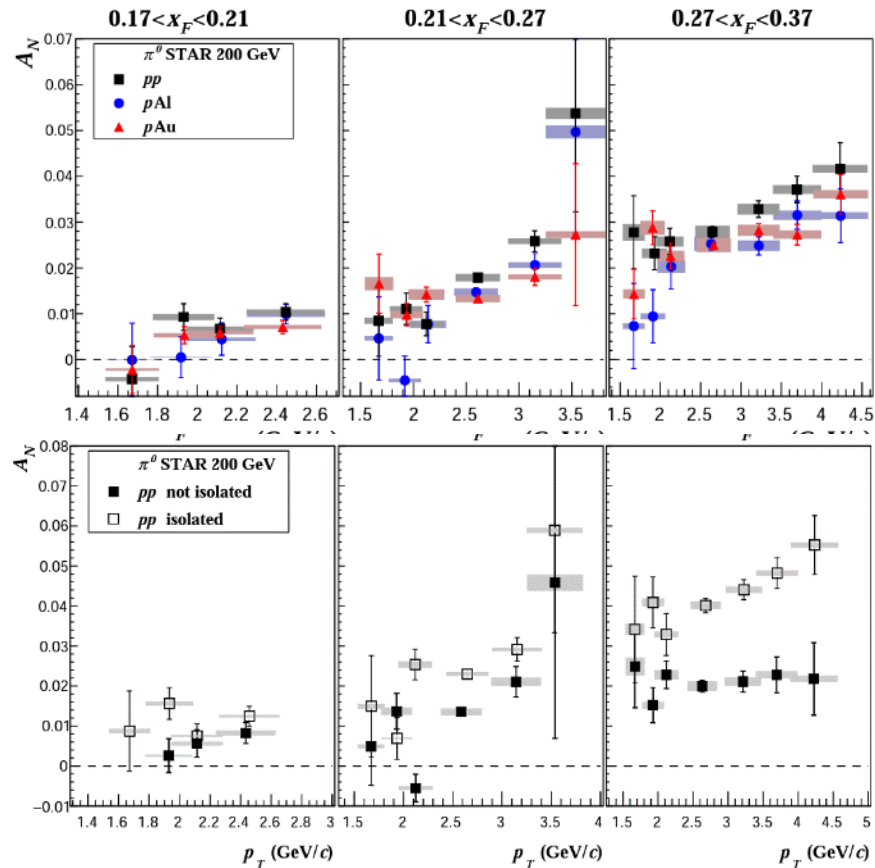 0.17<x_F<0.21
0.21<x_F<0.27
0.27<x_F<0.37
A_N
0.07
0.06
0.05
0.04
0.03
0.02
0.01
0
π⁰ STAR 200 GeV
pp
pAl
pAu
1.4 1.6 1.8 2 2.2 2.4 2.6
1.5 2 2.5 3 3.5
1.5 2 2.5 3 3.5 4 4.5
A_N
0.08
0.07
0.06
0.05
0.04
0.03
0.02
0.01
0
−0.01
π⁰ STAR 200 GeV
pp not isolated
pp isolated
1.4 1.6 1.8 2 2.2 2.4 2.6 2.8 3
1.5 2 2.5 3 3.5 4
1.5 2 2.5 3 3.5 4 4.5 5
p_T (GeV/c)
p_T (GeV/c)
p_T (GeV/c)